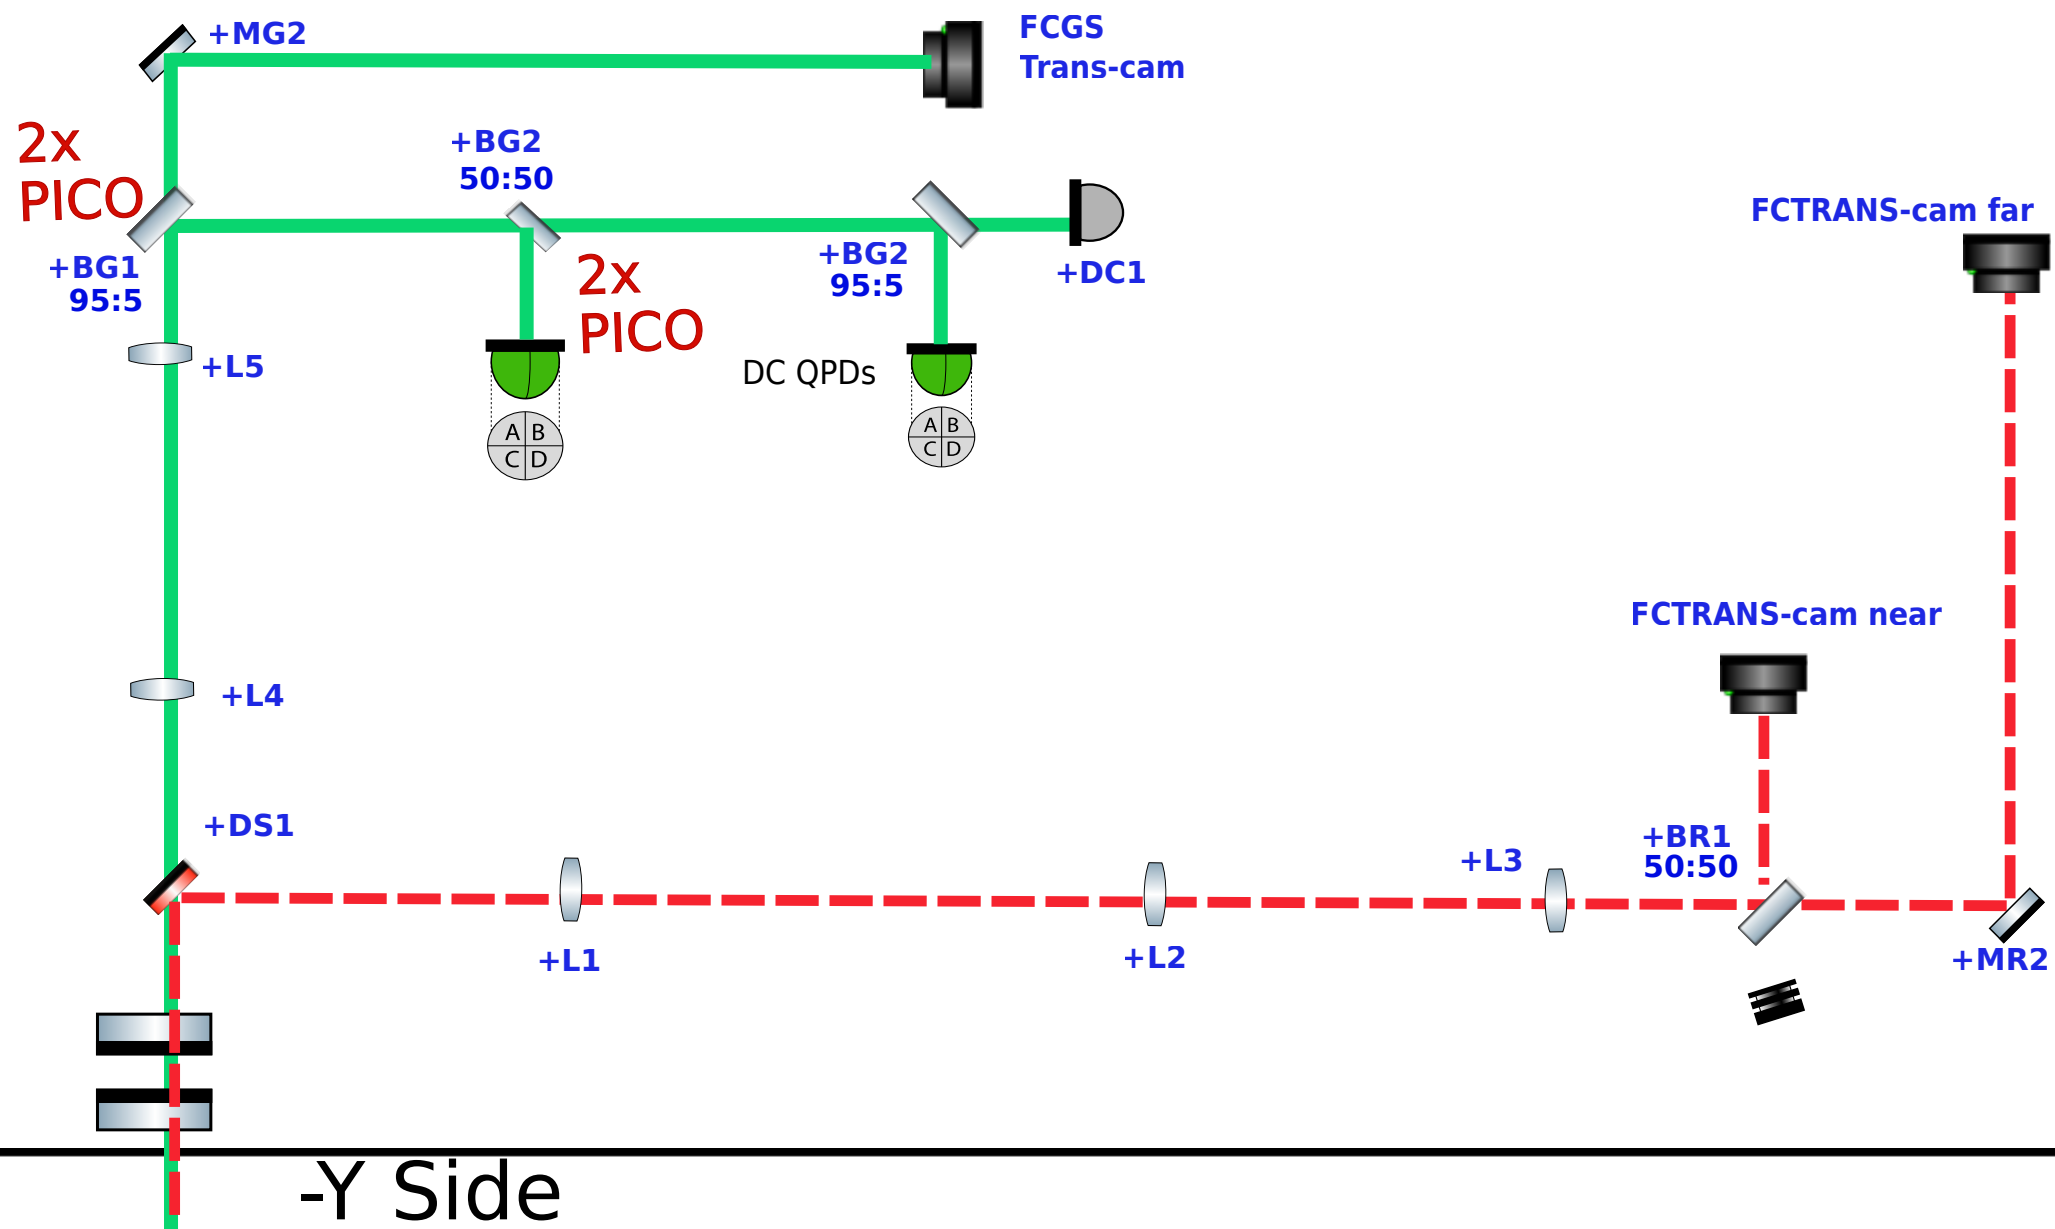 +MG2
FCGS
Trans-cam
2x
PICO
+BG2
50:50
FCTRANS-cam far
+BG1
95:5
2x
PICO
+BG2
95:5
+DC1
+L5
DC QPDs
A B
C D
A B
C D
FCTRANS-cam near
+L4
+DS1
+L3
+BR1
50:50
+L1
+L2
+MR2
-Y Side